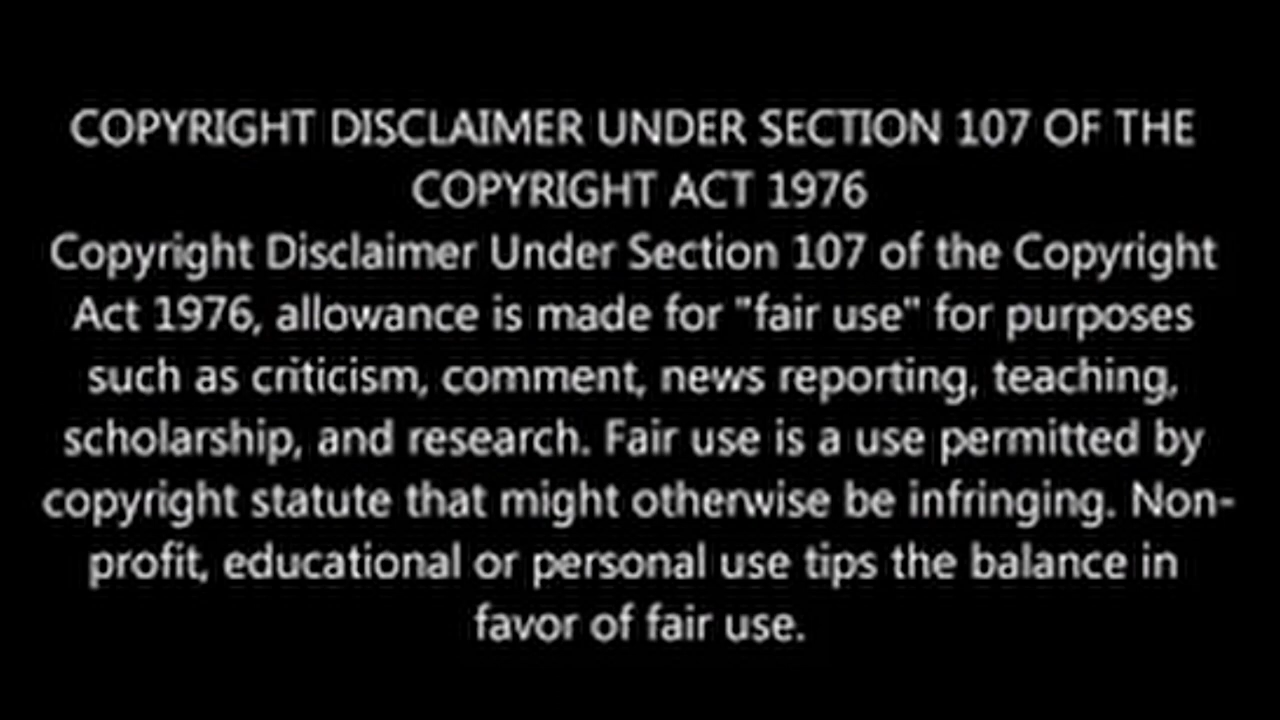 COPYRIGHT DISCLAIMER UNDER SECTION 107 OF THE
COPYRIGHT ACT 1976
Copyright Disclaimer Under Section 107 of the Copyright
Act 1976, allowance is made for "fair use" for purposes
such as criticism, comment, news reporting, teaching,
scholarship, and research. Fair use is a use permitted by
copyright statute that might otherwise be infringing. Non-
profit, educational or personal use tips the balance in
favor of fair use.